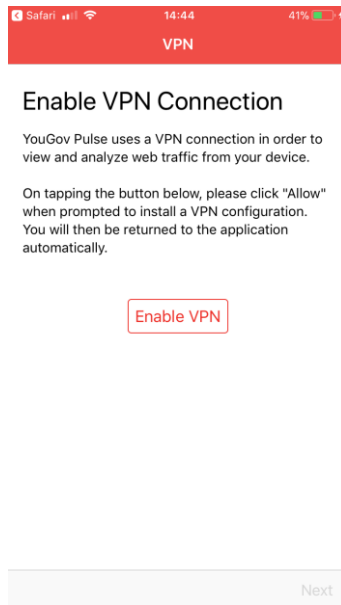 Safari 14:44 41%
VPN
Enable VPN Connection
YouGov Pulse uses a VPN connection in order to
view and analyze web traffic from your device.
On tapping the button below, please click "Allow"
when prompted to install a VPN configuration.
You will then be returned to the application
automatically.
Enable VPN
Next